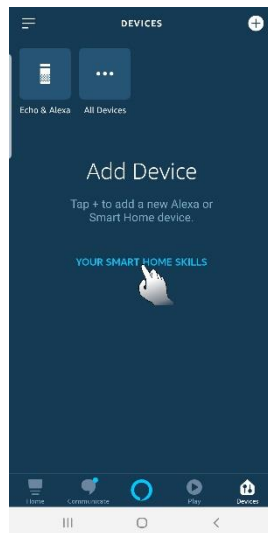 DEVICES
Echo & Alexa All Devices
Add Device
Tap + to add a new Alexa or
Smart Home device.
YOUR SMART HOME SKILLS
Home Communicate Play Devices